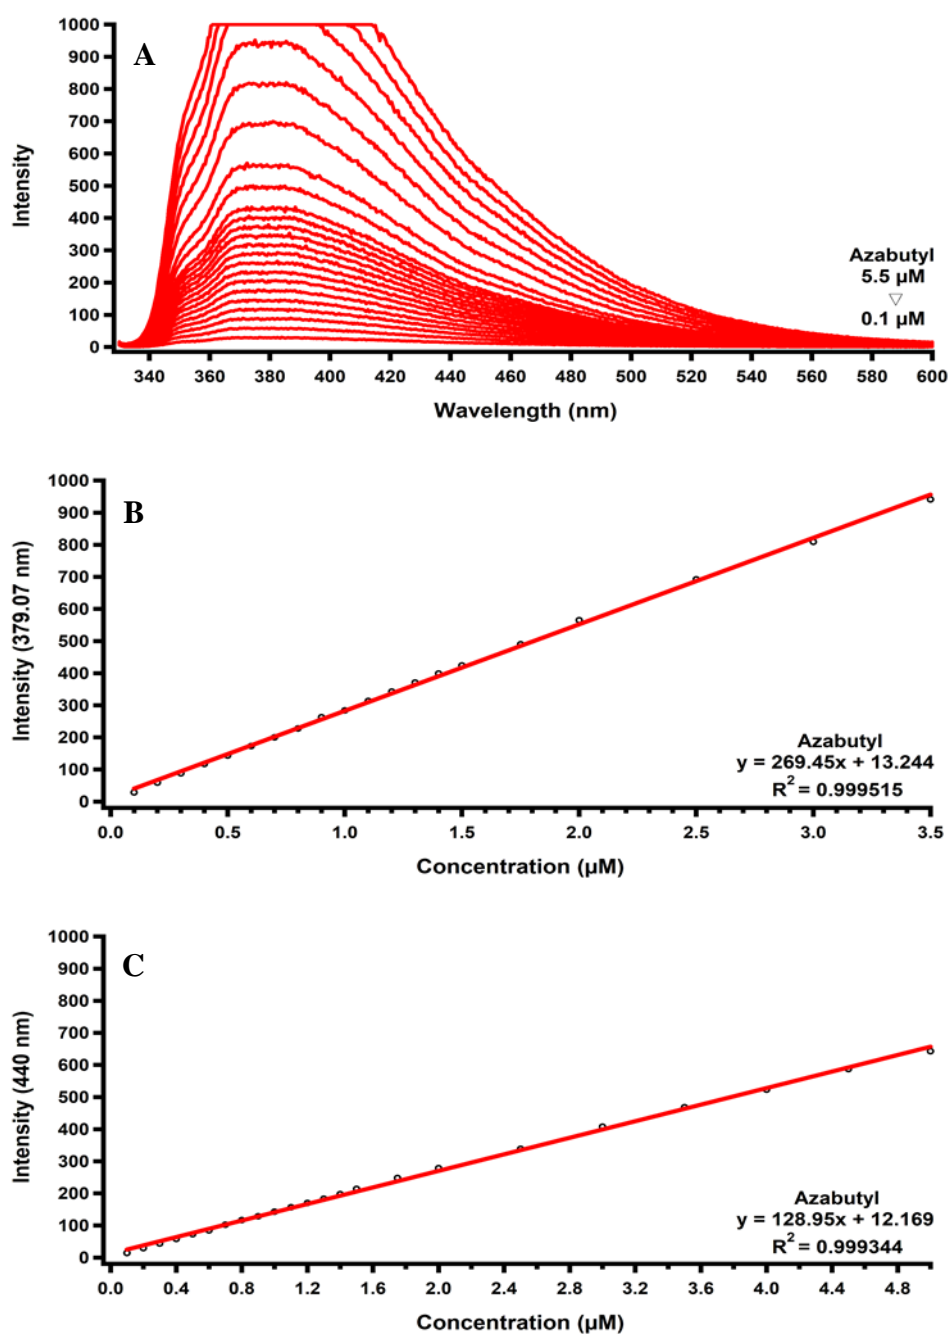 A
1000
900
800
700
600
500
400
300
200
100
0
Intensity
Azabutyl
5.5 µM
▽
0.1 µM
340 360 380 400 420 440 460 480 500 520 540 560 580 600
Wavelength (nm)
B
1000
900
800
700
600
500
400
300
200
100
0
Intensity (379.07 nm)
Azabutyl
y = 269.45x + 13.244
R² = 0.999515
0.0 0.5 1.0 1.5 2.0 2.5 3.0 3.5
Concentration (µM)
C
1000
900
800
700
600
500
400
300
200
100
0
Intensity (440 nm)
Azabutyl
y = 128.95x + 12.169
R² = 0.999344
0.0 0.4 0.8 1.2 1.6 2.0 2.4 2.8 3.2 3.6 4.0 4.4 4.8
Concentration (µM)